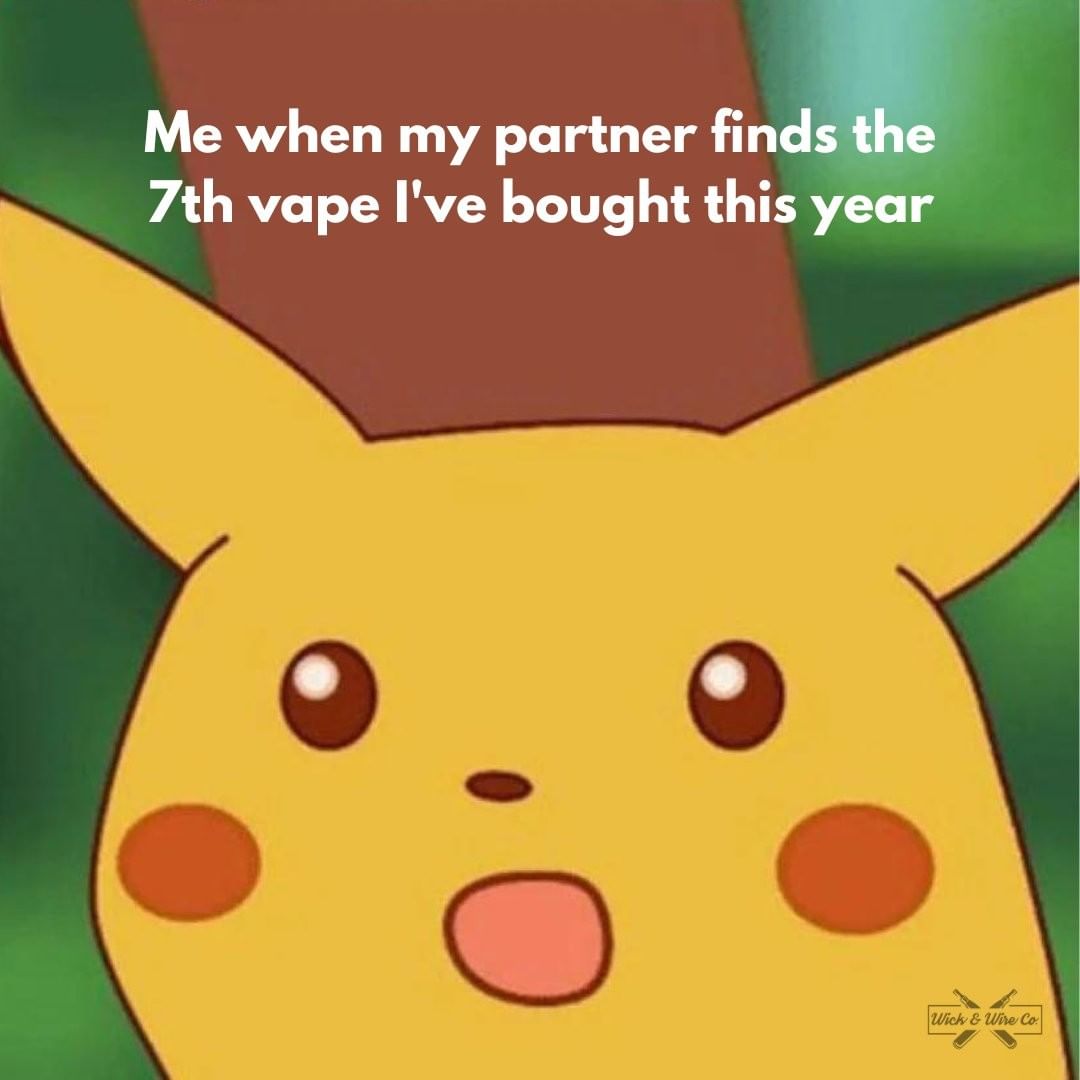 Me when my partner finds the
7th vape I've bought this year
Wick & Wire Co.